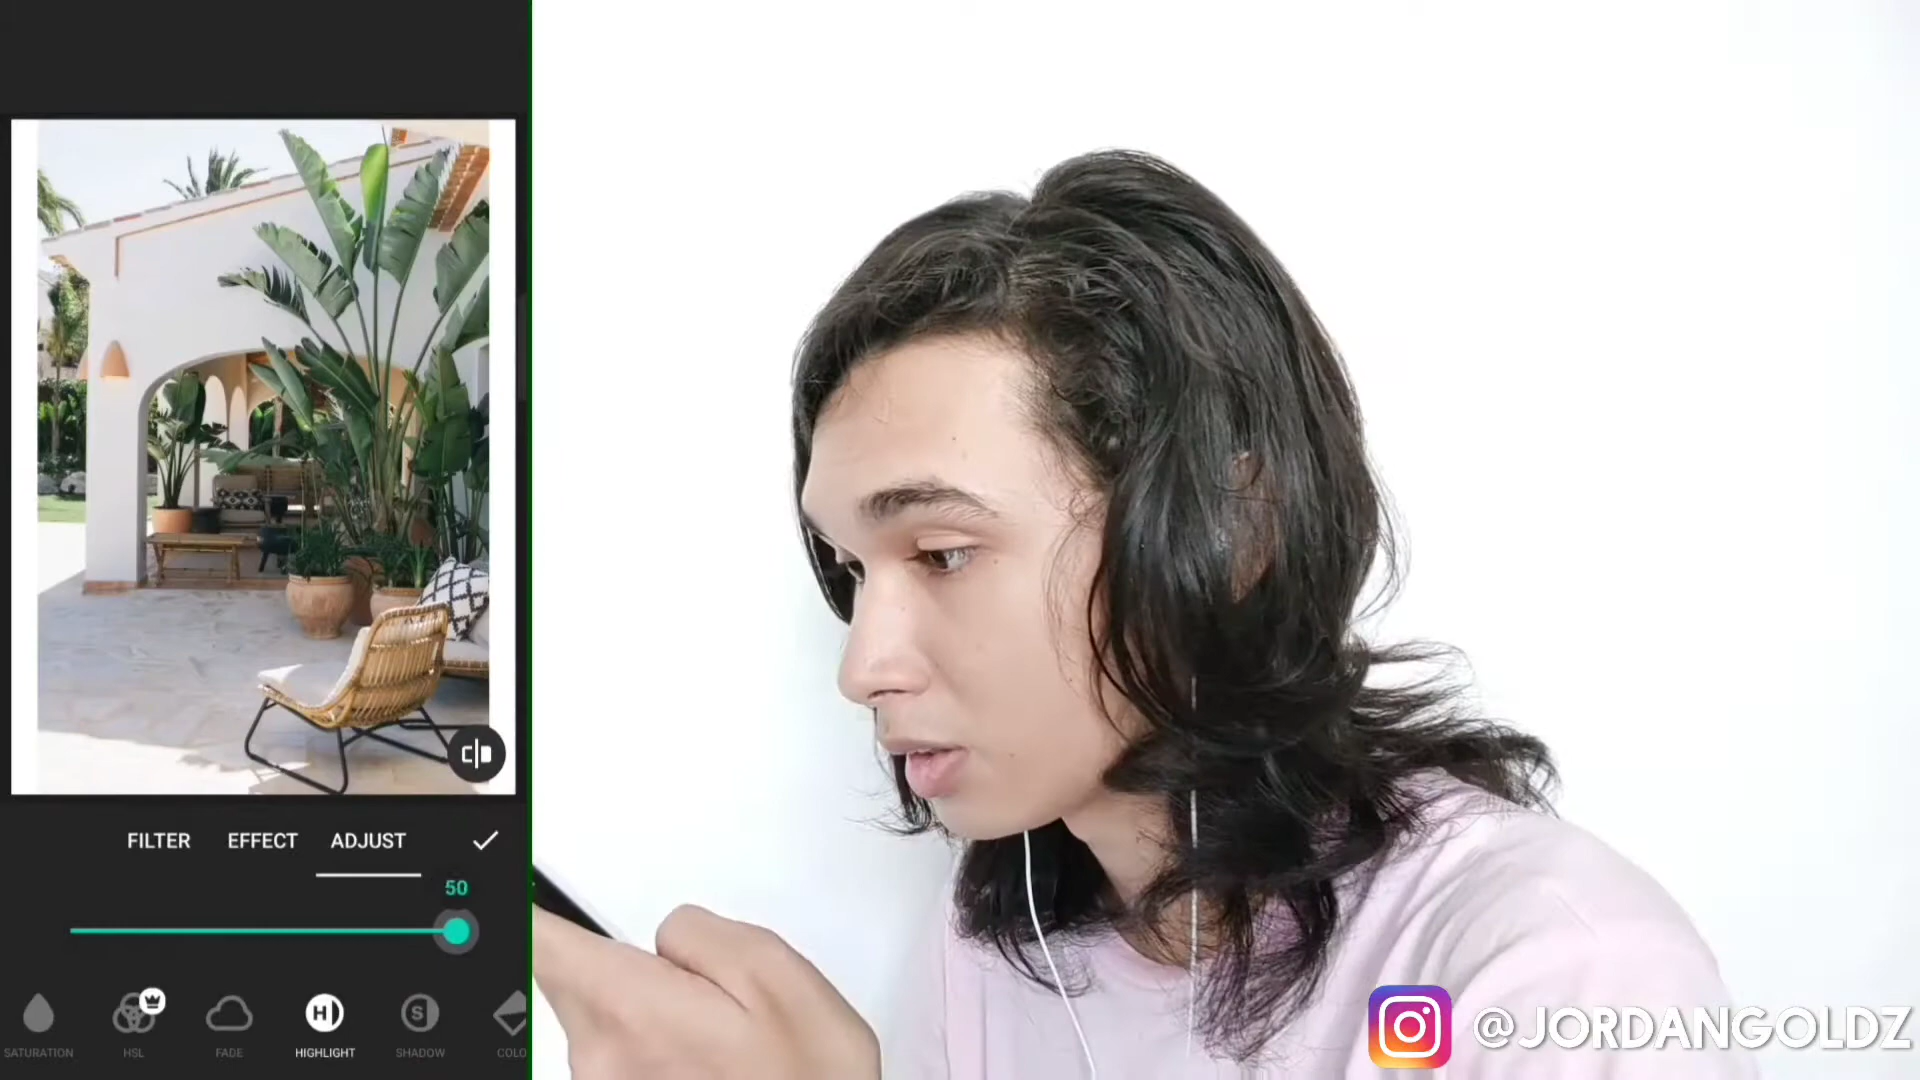 FILTER EFFECT ADJUST
50
SATURATION HSL FADE HIGHLIGHT SHADOW COLO
@JORDANGOLDZ